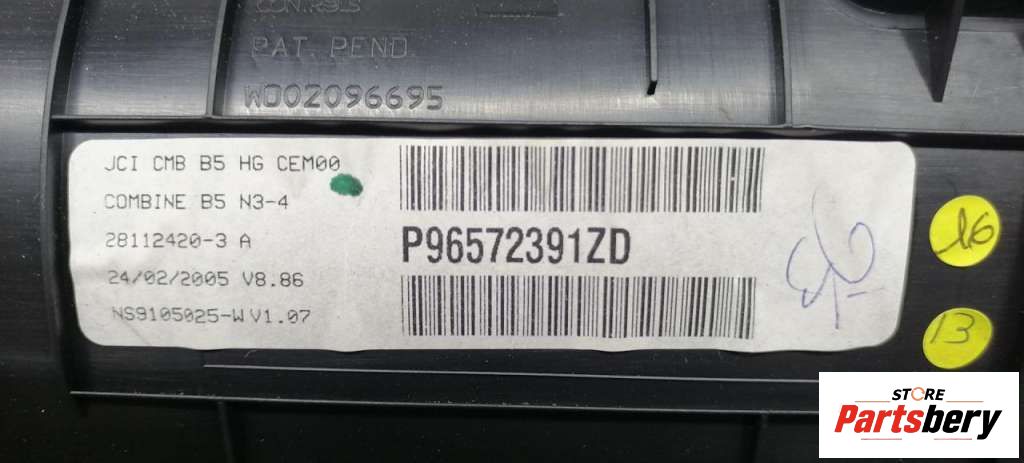 CONTROLS
PAT. PEND.
W002096695
JCI CMB B5 HG CEM00
COMBINE B5 N3-4
28112420-3 A
24/02/2005 V8.86
NS9105025-W V1.07
P96572391ZD
16
13
STORE
Partsbery